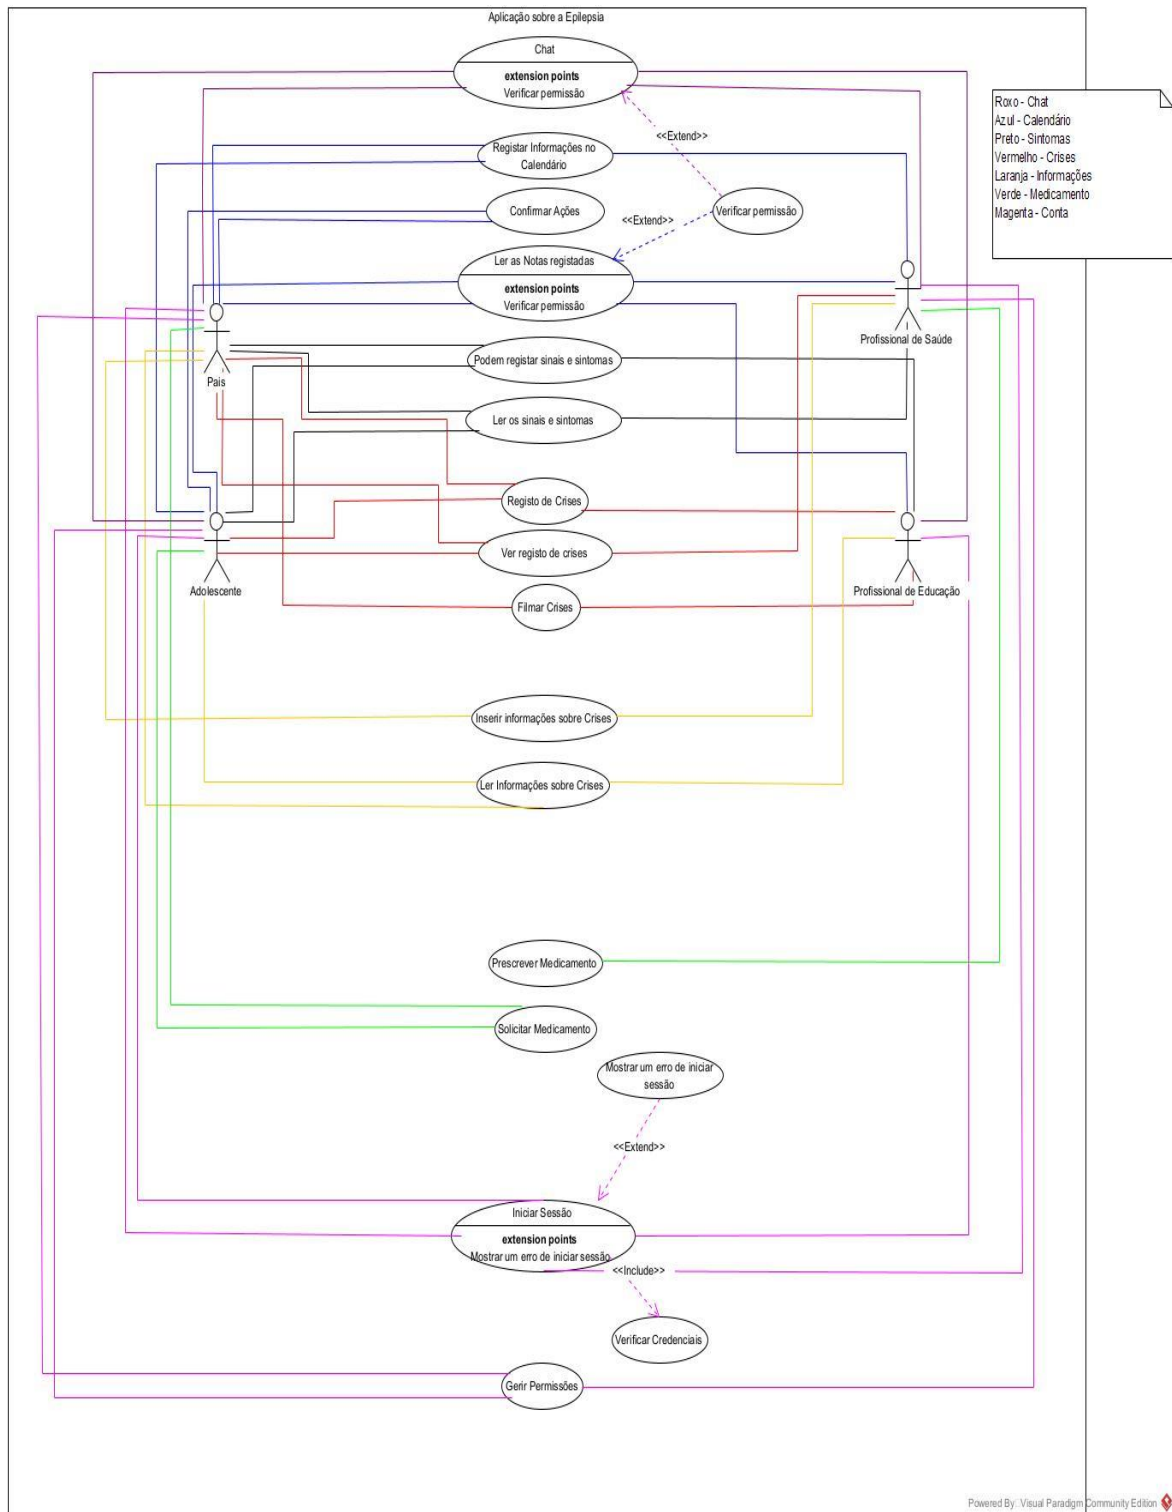 Aplicação sobre a Epilepsia
Chat
extension points
Verificar permissão
Roxo - Chat
Azul - Calendário
Preto - Sintomas
Vermelho - Crises
Laranja - Informações
Verde - Medicamento
Magenta - Conta
<<Extend>>
Registar Informações no
Calendário
Confirmar Ações
<<Extend>>
Verificar permissão
Ler as Notas registadas
extension points
Verificar permissão
Profissional de Saúde
Podem registar sinais e sintomas
Pais
Ler os sinais e sintomas
Registo de Crises
Ver registo de crises
Adolescente
Profissional de Educação
Filmar Crises
Inserir informações sobre Crises
Ler Informações sobre Crises
Prescrever Medicamento
Solicitar Medicamento
Mostrar um erro de iniciar
sessão
<<Extend>>
Iniciar Sessão
extension points
Mostrar um erro de iniciar sessão
<<Include>>
Verificar Credenciais
Gerir Permissões
Powered By: Visual Paradigm Community Edition